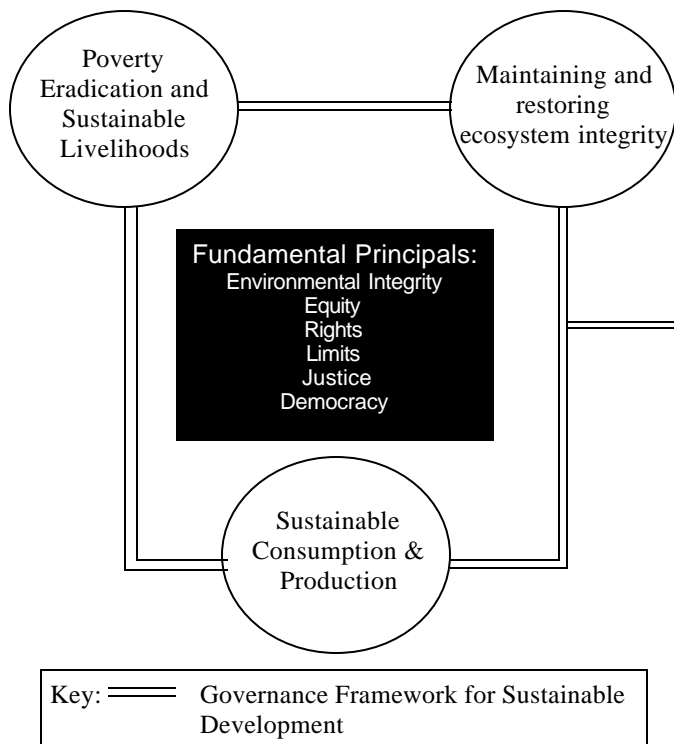 Poverty
Eradication and
Sustainable
Livelihoods
Maintaining and
restoring
ecosystem integrity
Fundamental Principals:
Environmental Integrity
Equity
Rights
Limits
Justice
Democracy
Sustainable
Consumption &
Production
Key: Governance Framework for Sustainable
Development